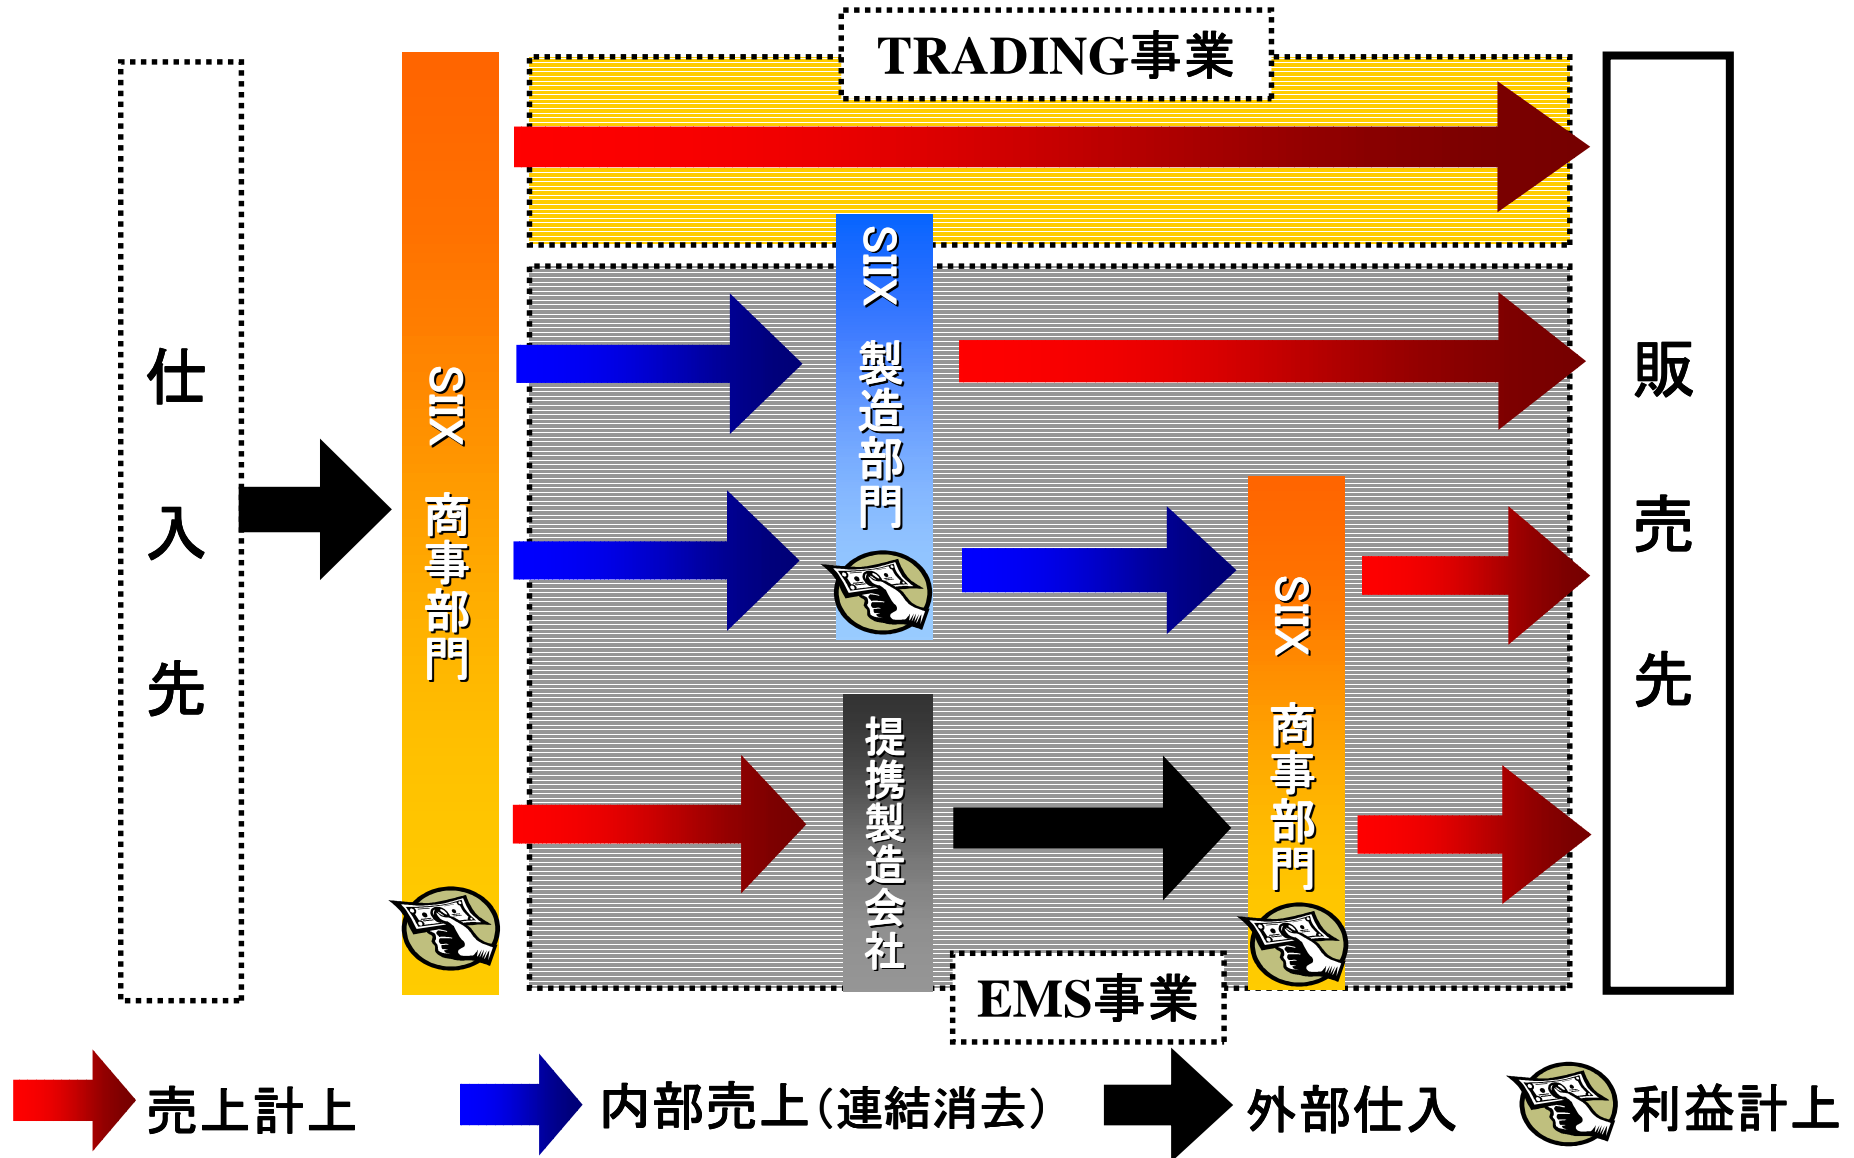 TRADING事業
仕入先
SIIX 商事部門
SIIX 製造部門
提携製造会社
SIIX 商事部門
販売先
EMS事業
売上計上
内部売上（連結消去）
外部仕入
利益計上